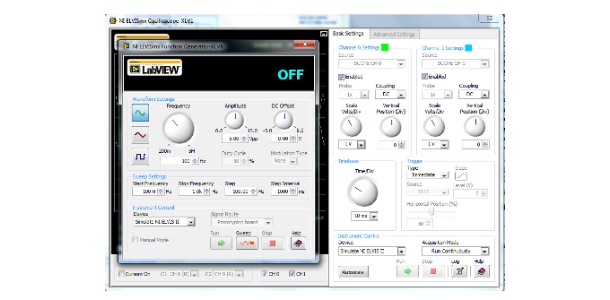 NI ELVISmx Oscilloscope - XLVI1
NI ELVISmx Function Generator - XLVI1
LabVIEW
OFF
Waveform Settings
Frequency
Amplitude
DC Offset
200m 5M
0.0 10.0
-5.0 5.0
100 Hz
6.00 Vpp
0.00 V
Duty Cycle
50 %
Modulation Type
None
Sweep Settings
Start Frequency
Stop Frequency
Step
Step Interval
100.0 Hz
1.0k Hz
100.00 Hz
1000 ms
Instrument Control
Device
Simulate NI ELVIS II
Signal Route
Prototyping board
Manual Mode
Run Sweep Stop Help
Cursors On
C1 CH 0 (R)
C2 CH 0 (R)
CH 0
CH 1
Basic Settings
Advanced Settings
Channel 0 Settings
Source
SCOPE CH 0
Enabled
Probe
1x
Coupling
DC
Scale
Volts/Div
Vertical
Position (Div)
1 V
0
Channel 1 Settings
Source
SCOPE CH 1
Enabled
Probe
1x
Coupling
DC
Scale
Volts/Div
Vertical
Position (Div)
1 V
0
Timebase
Time/Div
10 ms
Trigger
Type
Immediate
Slope
Source
Level (V)
Horizontal Position (%)
50
Instrument Control
Device
Simulate NI ELVIS II
Acquisition Mode
Run Continuously
Autoscale
Run Stop Log Help